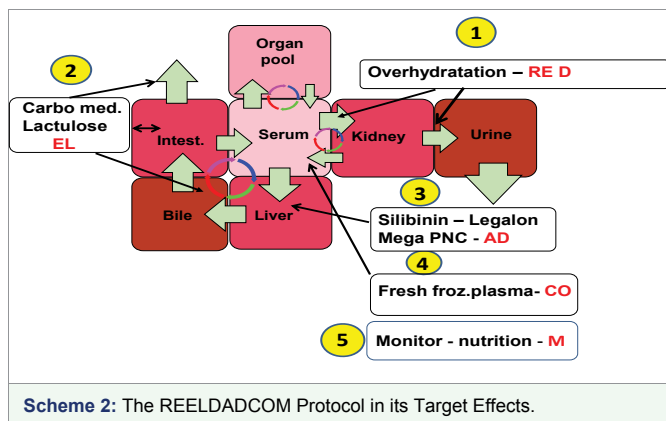 1
2
Organ
pool
Overhydratation – RE D
Carbo med.
Lactulose
EL
Intest.
Serum
Kidney
Urine
3
Bile
Liver
Silibinin – Legalon
Mega PNC - AD
4
Fresh froz.plasma- CO
5
Monitor - nutrition - M
Scheme 2: The REELDADCOM Protocol in its Target Effects.